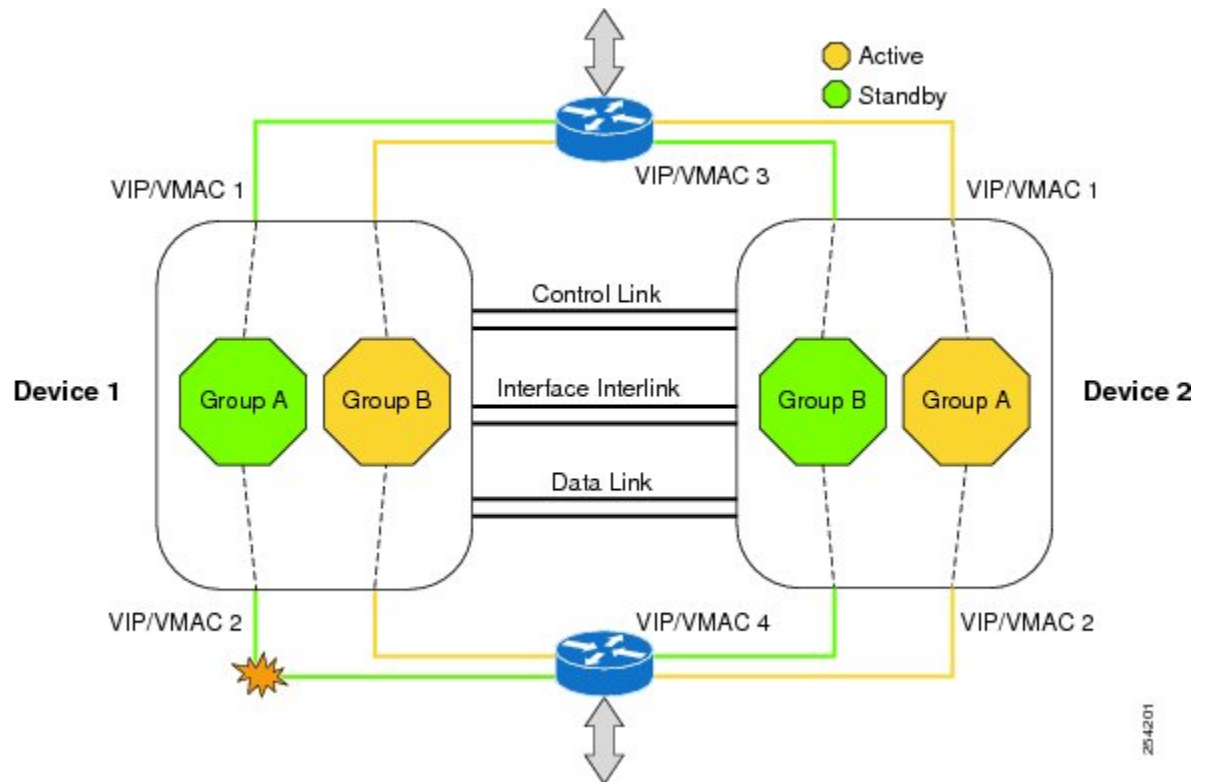 Active
Standby
VIP/VMAC 1
VIP/VMAC 3
VIP/VMAC 1
Control Link
Device 1
Group A
Group B
Interface Interlink
Group B
Group A
Device 2
Data Link
VIP/VMAC 2
VIP/VMAC 4
VIP/VMAC 2
254201